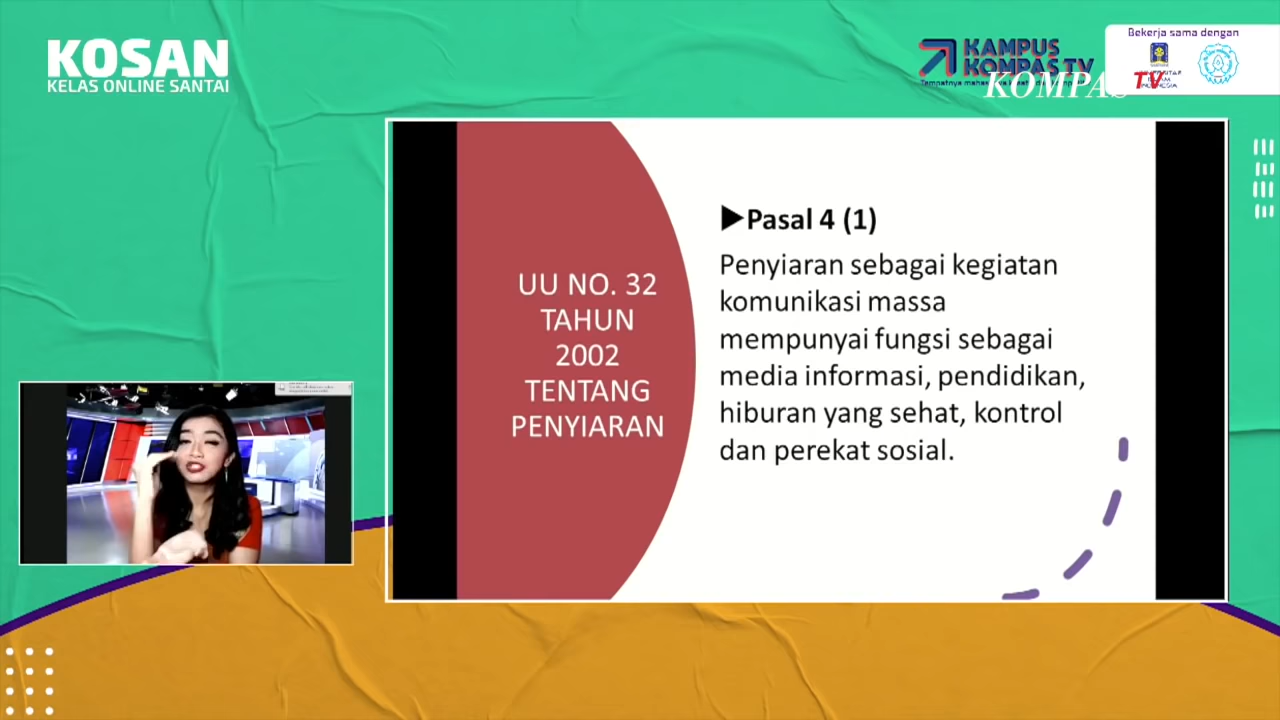 KOSAN
KELAS ONLINE SANTAI
KAMPUS
KOMPAS TV
Bekerja sama dengan
KOMPAS TV
UU NO. 32
TAHUN
2002
TENTANG
PENYIARAN
▶Pasal 4 (1)
Penyiaran sebagai kegiatan
komunikasi massa
mempunyai fungsi sebagai
media informasi, pendidikan,
hiburan yang sehat, kontrol
dan perekat sosial.